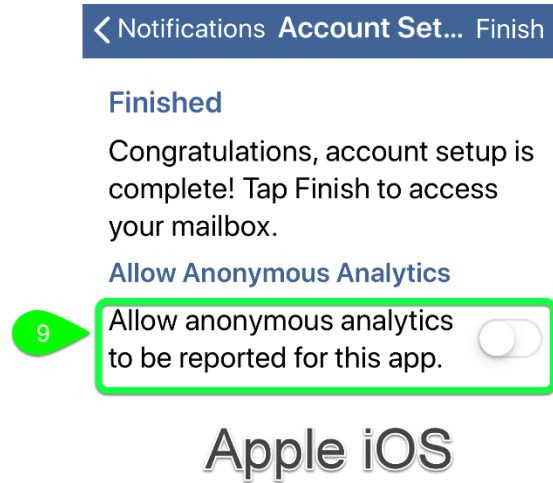 Notifications Account Set... Finish
Finished
Congratulations, account setup is
complete! Tap Finish to access
your mailbox.
Allow Anonymous Analytics
9
Allow anonymous analytics
to be reported for this app.
Apple iOS